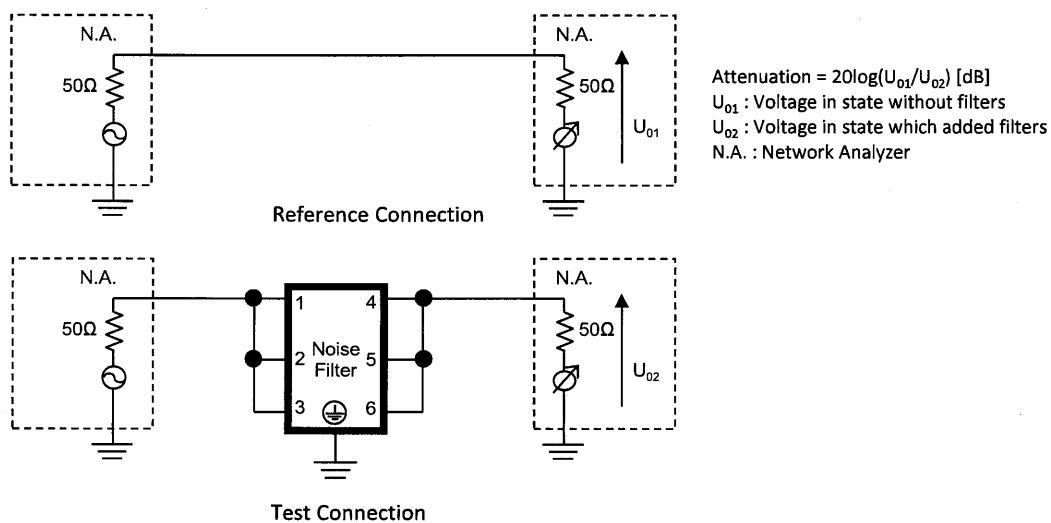 N.A.
N.A.
50Ω
50Ω
U₀₁
Attenuation = 20log(U₀₁/U₀₂) [dB]
U₀₁ : Voltage in state without filters
U₀₂ : Voltage in state which added filters
N.A. : Network Analyzer
Reference Connection
N.A.
N.A.
50Ω
50Ω
1
4
2
Noise
Filter
5
3
6
U₀₂
Test Connection